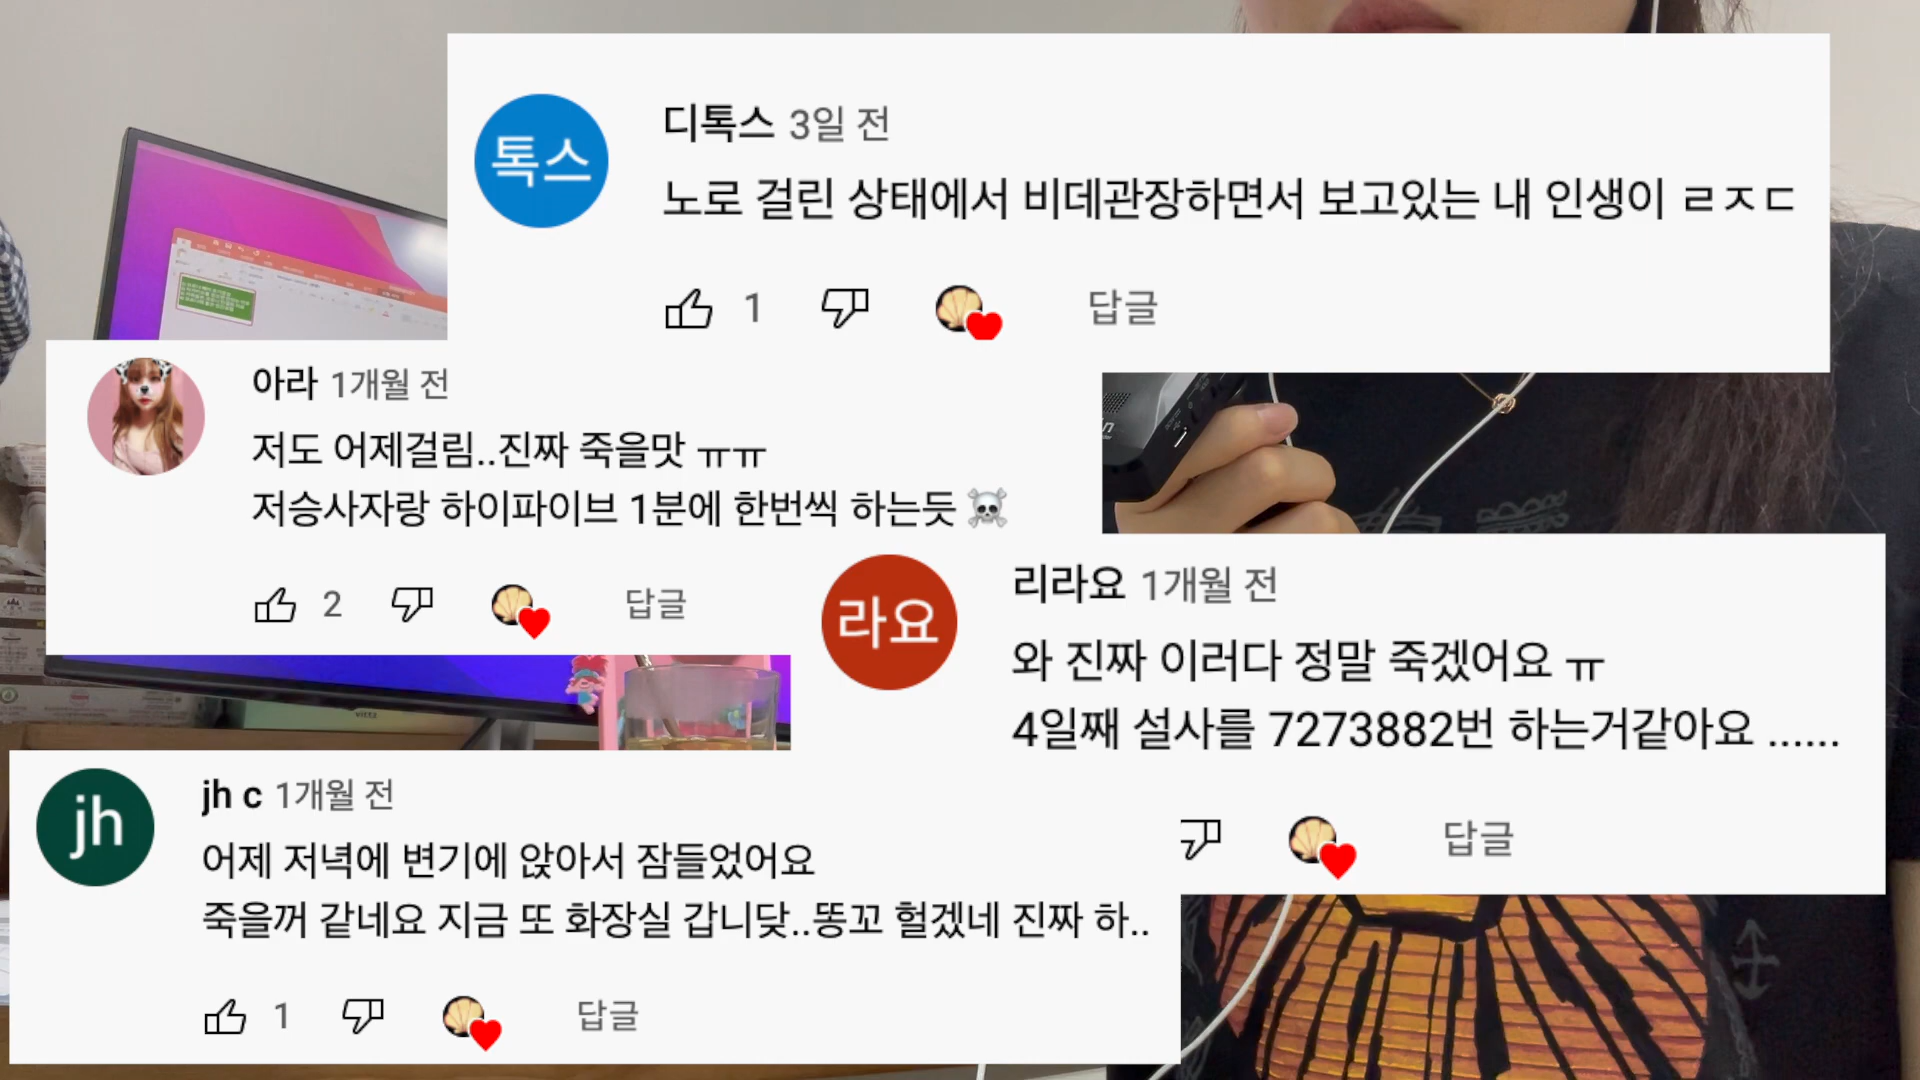 톡스
디톡스 3일 전
노로 걸린 상태에서 비데관장하면서 보고있는 내 인생이 ㄹㅈㄷ
1
답글
아라 1개월 전
저도 어제걸림..진짜 죽을맛 ㅠㅠ
저승사자랑 하이파이브 1분에 한번씩 하는듯 ☠️
2
답글
라요
리라요 1개월 전
와 진짜 이러다 정말 죽겠어요 ㅠ
4일째 설사를 7273882번 하는거같아요 ......
답글
jh
jh c 1개월 전
어제 저녁에 변기에 앉아서 잠들었어요
죽을꺼 같네요 지금 또 화장실 갑니닺..똥꼬 헐겠네 진짜 하..
1
답글